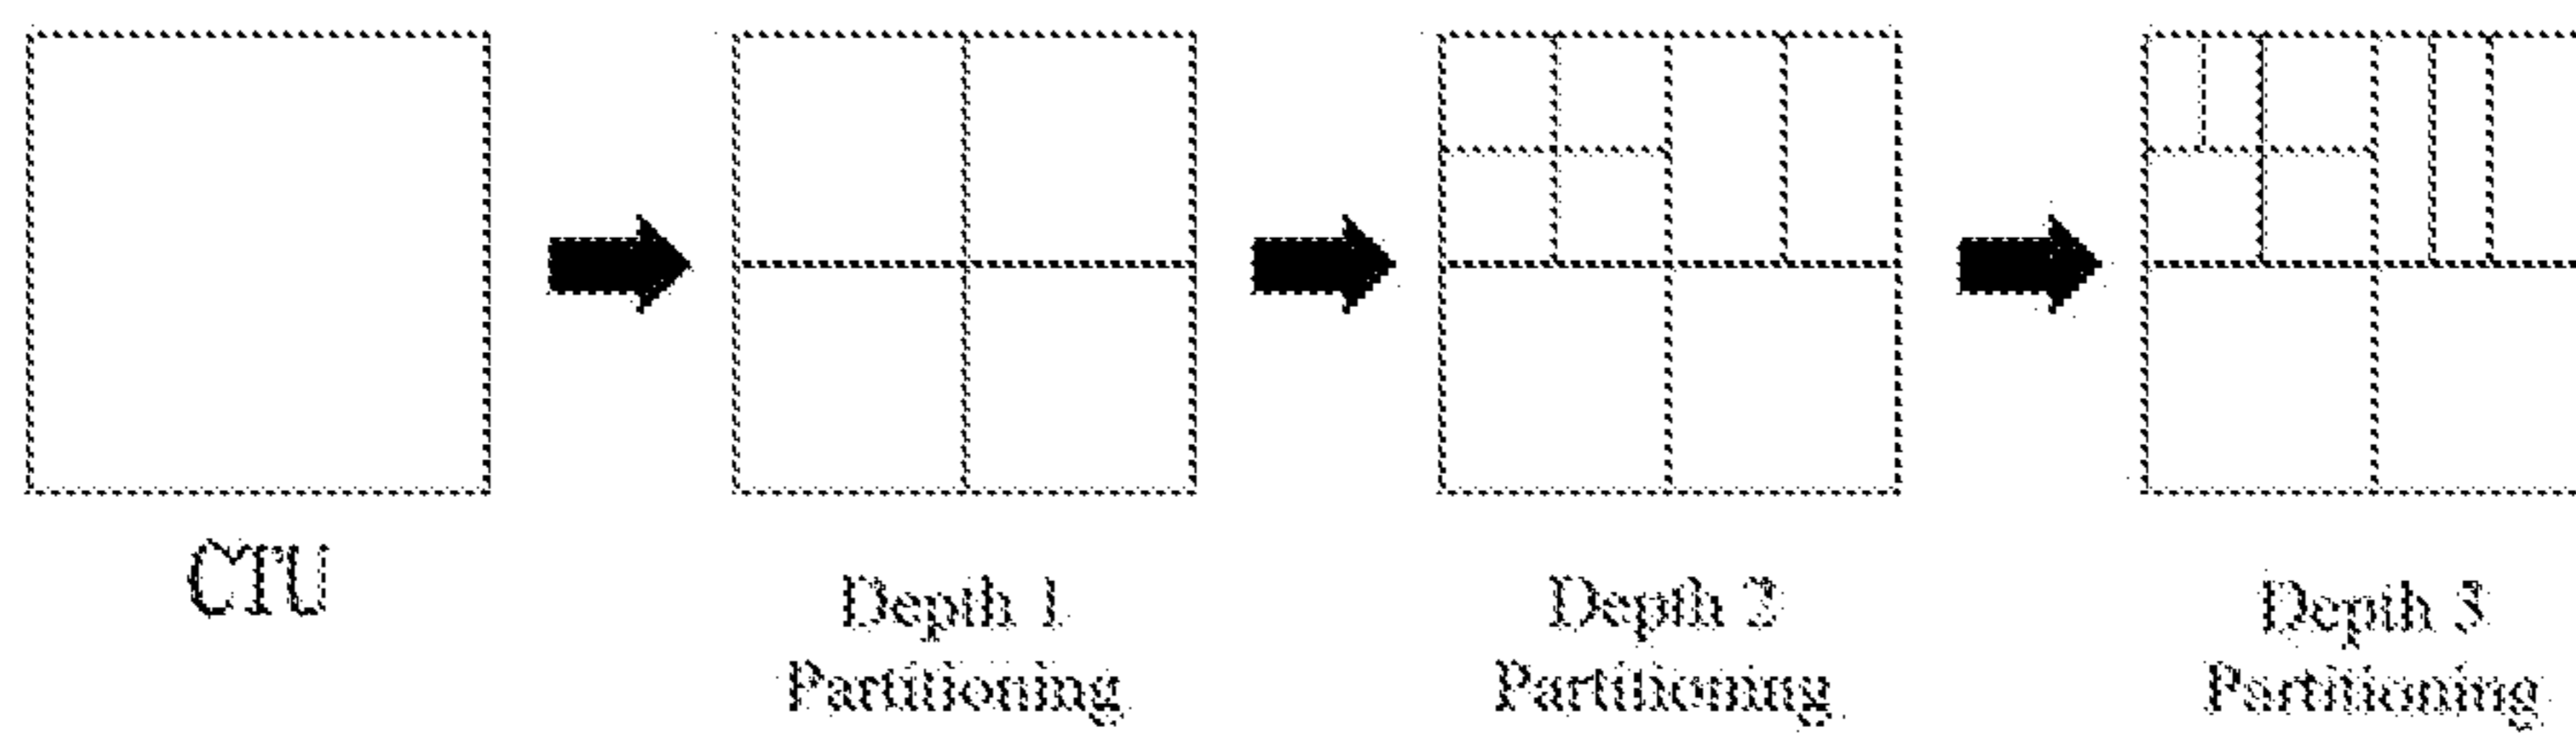 CTU
Depth 1
Partitioning
Depth 2
Partitioning
Depth 3
Partitioning